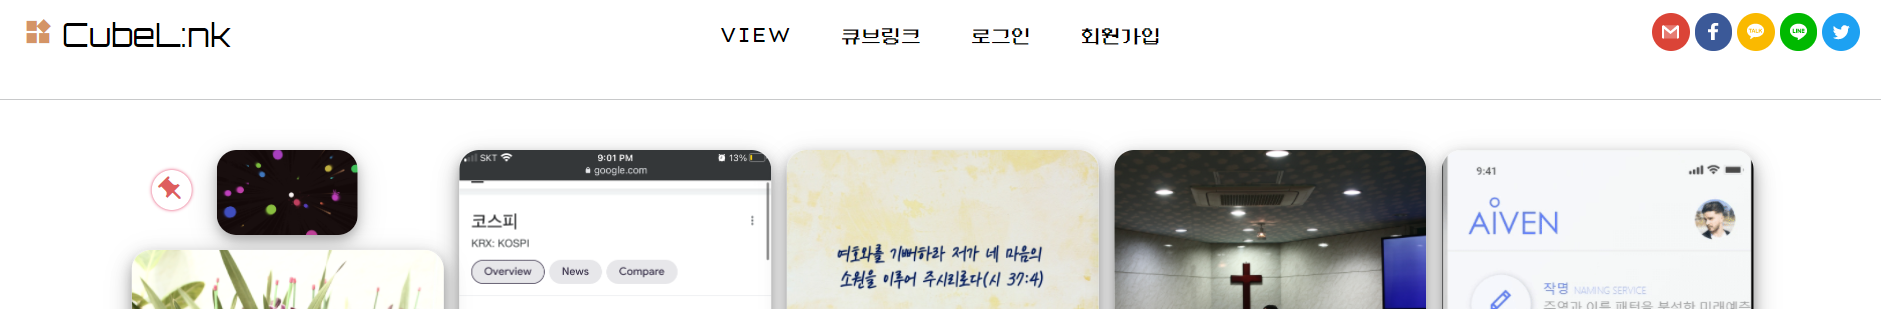 CubeL:nk
VIEW
큐브링크
로그인
회원가입
TALK
LINE
SKT
9:01 PM
13%
google.com
코스피
KRX: KOSPI
Overview
News
Compare
여호와를 기뻐하라 저가 네 마음의
소원을 이루어 주시리로다(시 37:4)
9:41
AIVEN
작명 NAMING SERVICE